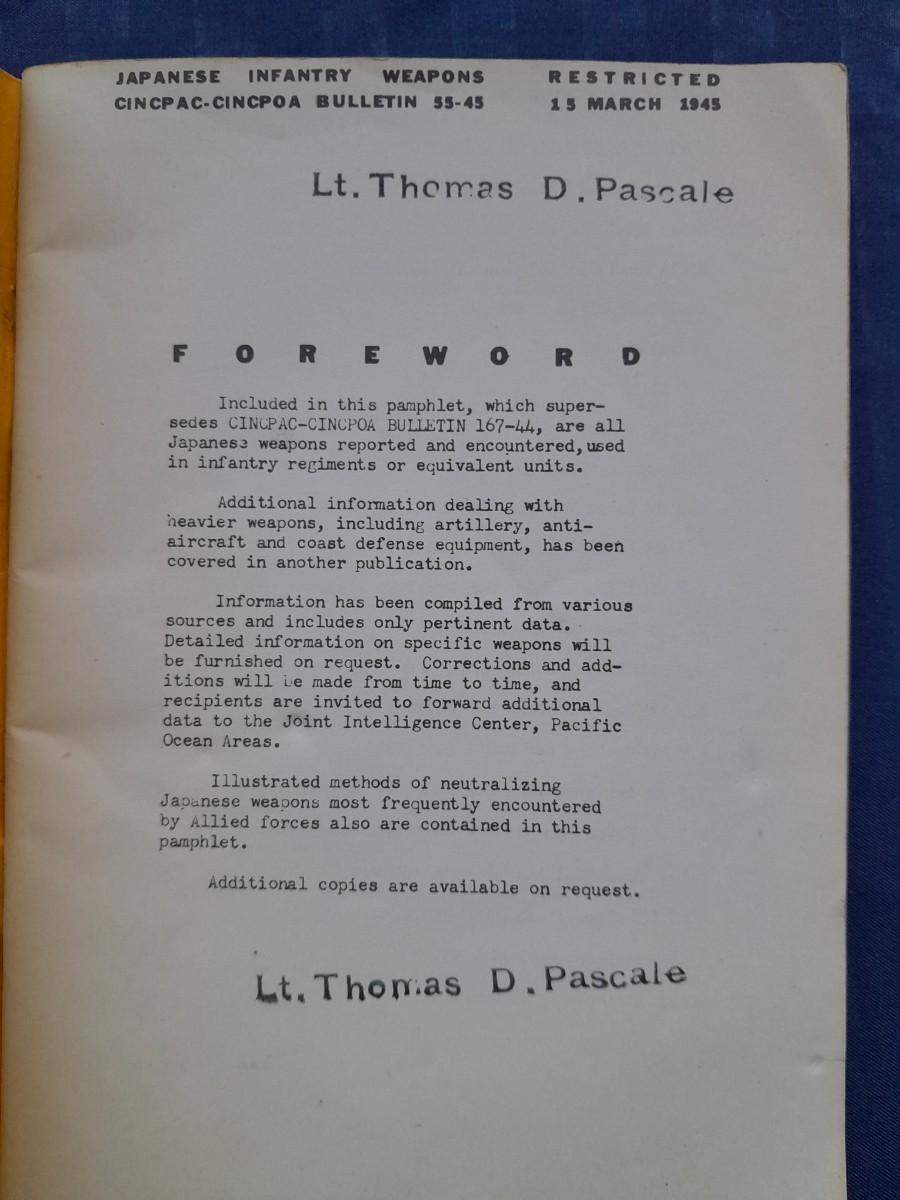 JAPANESE INFANTRY WEAPONS RESTRICTED
CINCPAC-CINCPOA BULLETIN 55-45 15 MARCH 1945
Lt. Thomas D. Pascale
FOREWORD
Included in this pamphlet, which super-
sedes CINCPAC-CINCPOA BULLETIN 167-44, are all
Japanese weapons reported and encountered, used
in infantry regiments or equivalent units.
Additional information dealing with
heavier weapons, including artillery, anti-
aircraft and coast defense equipment, has been
covered in another publication.
Information has been compiled from various
sources and includes only pertinent data.
Detailed information on specific weapons will
be furnished on request. Corrections and add-
itions will be made from time to time, and
recipients are invited to forward additional
data to the Joint Intelligence Center, Pacific
Ocean Areas.
Illustrated methods of neutralizing
Japanese weapons most frequently encountered
by Allied forces also are contained in this
pamphlet.
Additional copies are available on request.
Lt. Thomas D. Pascale